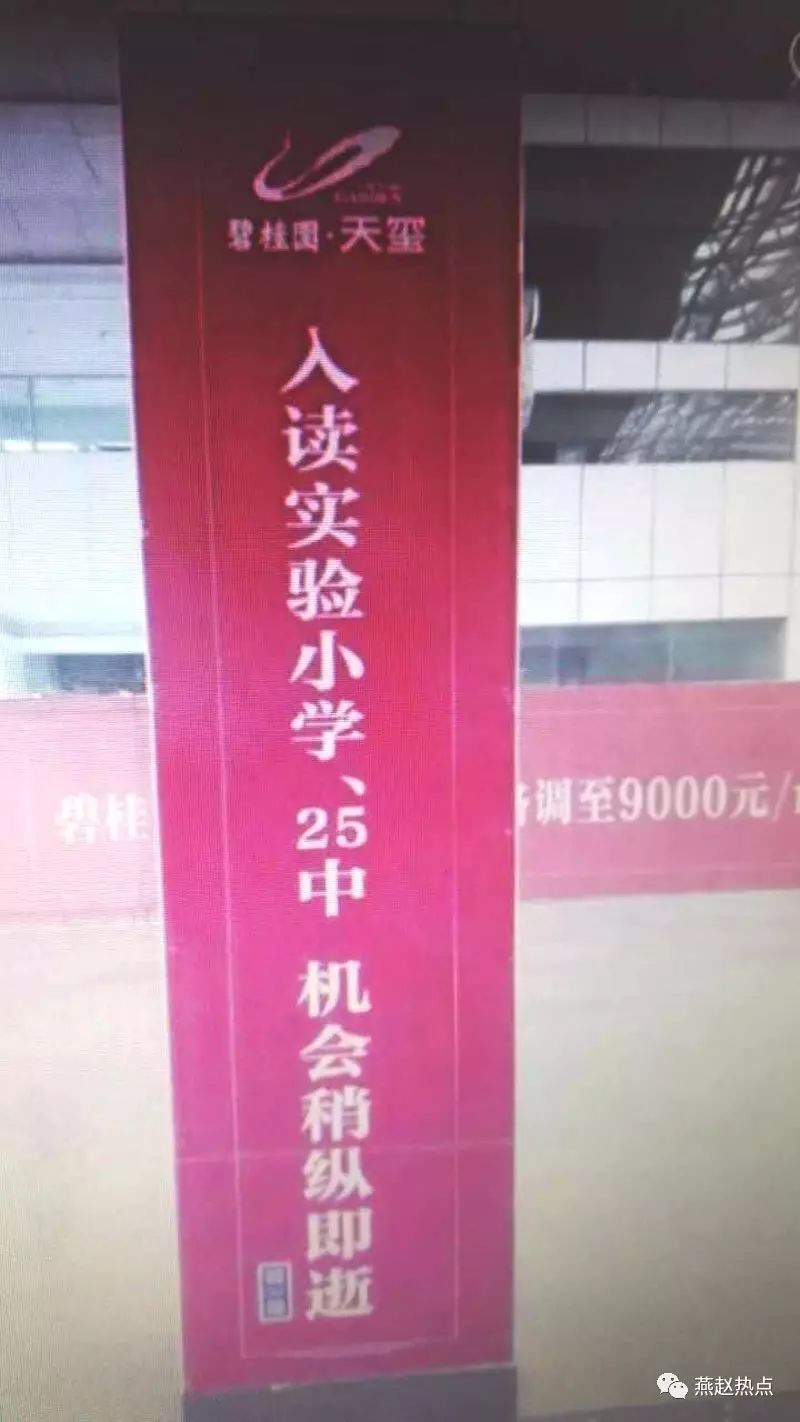 碧桂园·天玺
入读实验小学、25中 机会稍纵即逝
碧桂
调至9000元/
燕赵热点